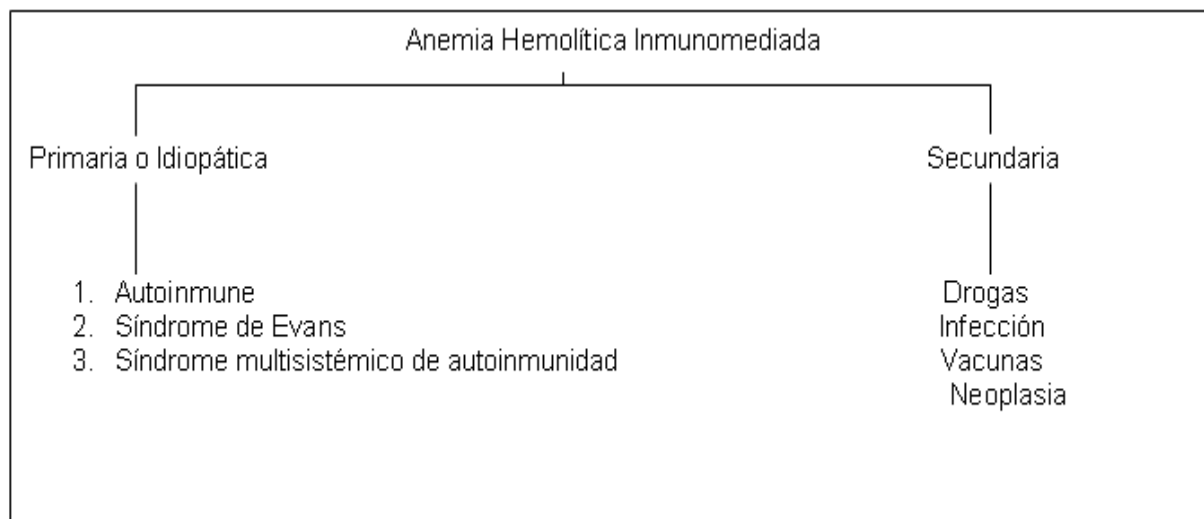 Anemia Hemolítica Inmunomediada
Primaria o Idiopática
Secundaria
1. Autoinmune
2. Síndrome de Evans
3. Síndrome multisistémico de autoinmunidad
Drogas
Infección
Vacunas
Neoplasia